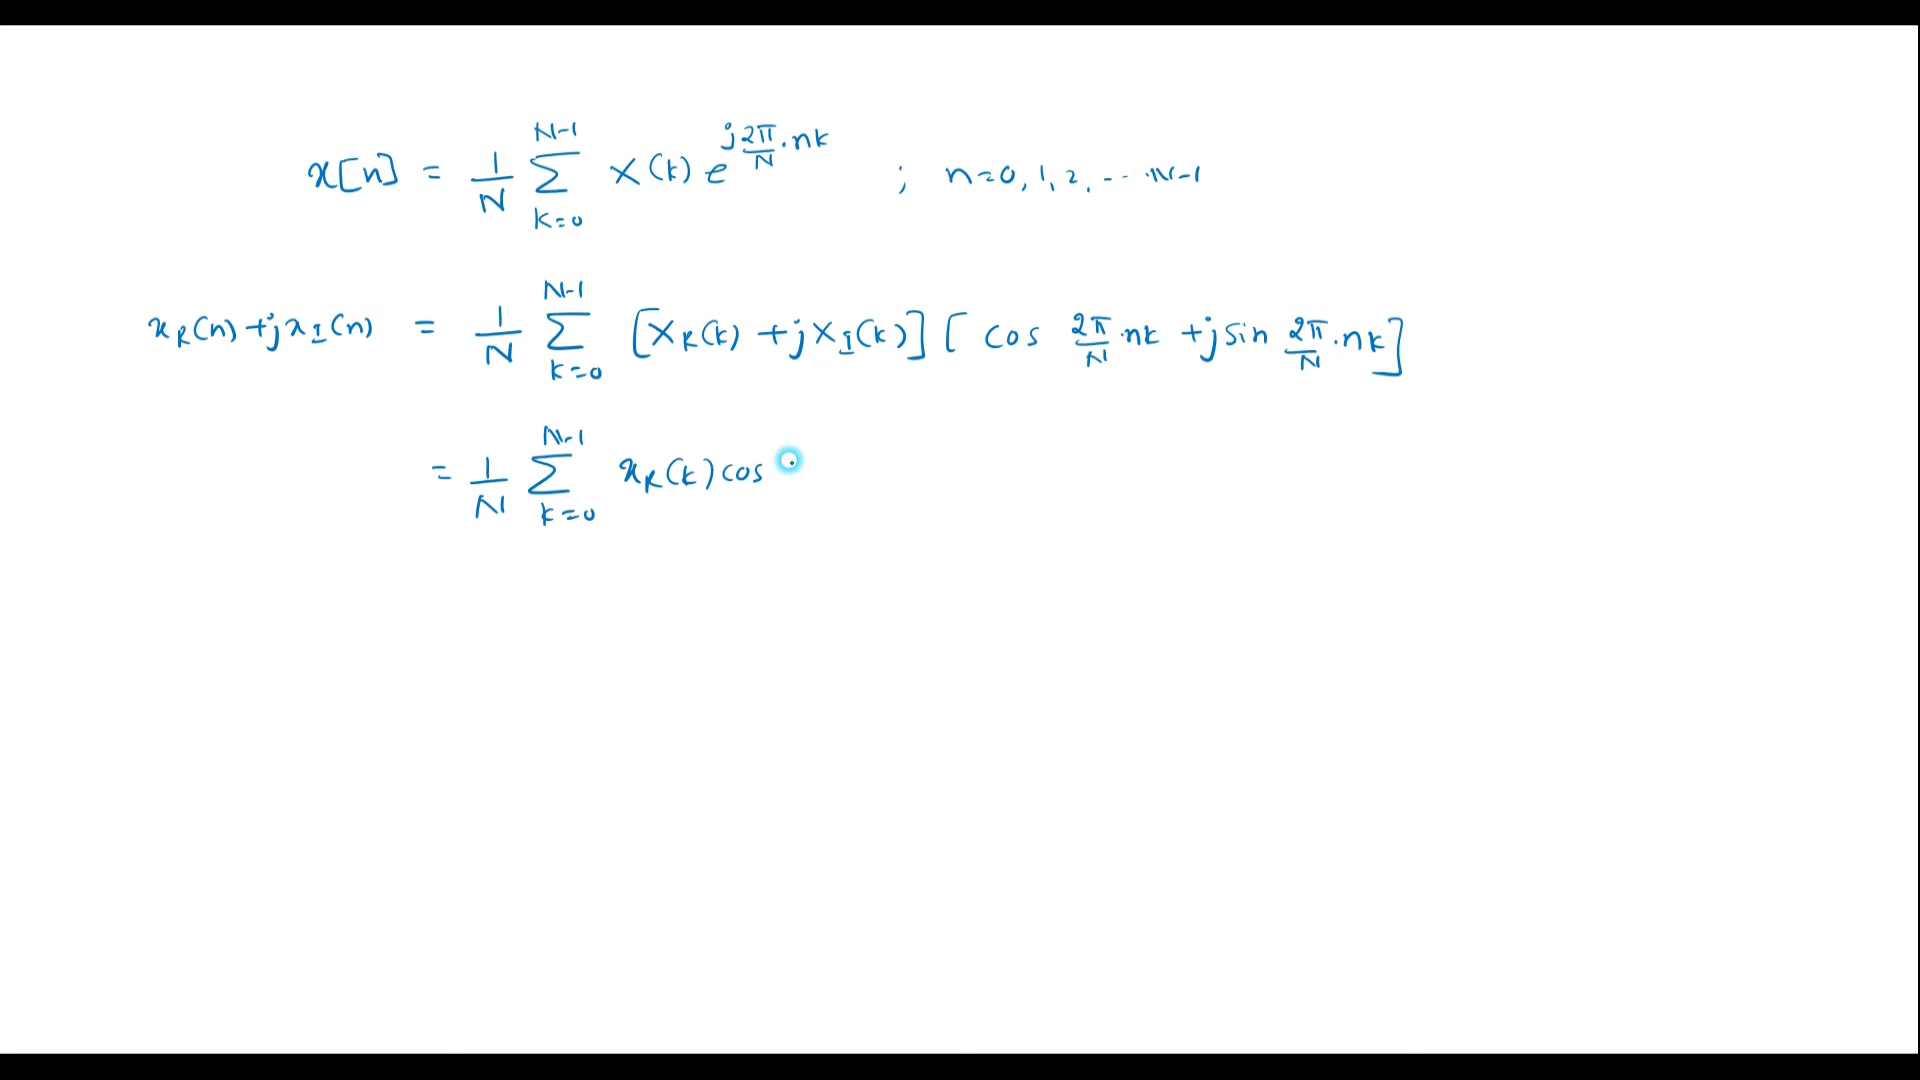 x[n] = 1/N Σ_{k=0}^{N-1} X(k) e^{j 2π/N · nk} ; n=0, 1, 2, ---- N-1
x_R(n) + j x_I(n) = 1/N Σ_{k=0}^{N-1} [X_R(k) + j X_I(k)] [ cos 2π/N · nk + j sin 2π/N · nk]
= 1/N Σ_{k=0}^{N-1} x_R(k) cos